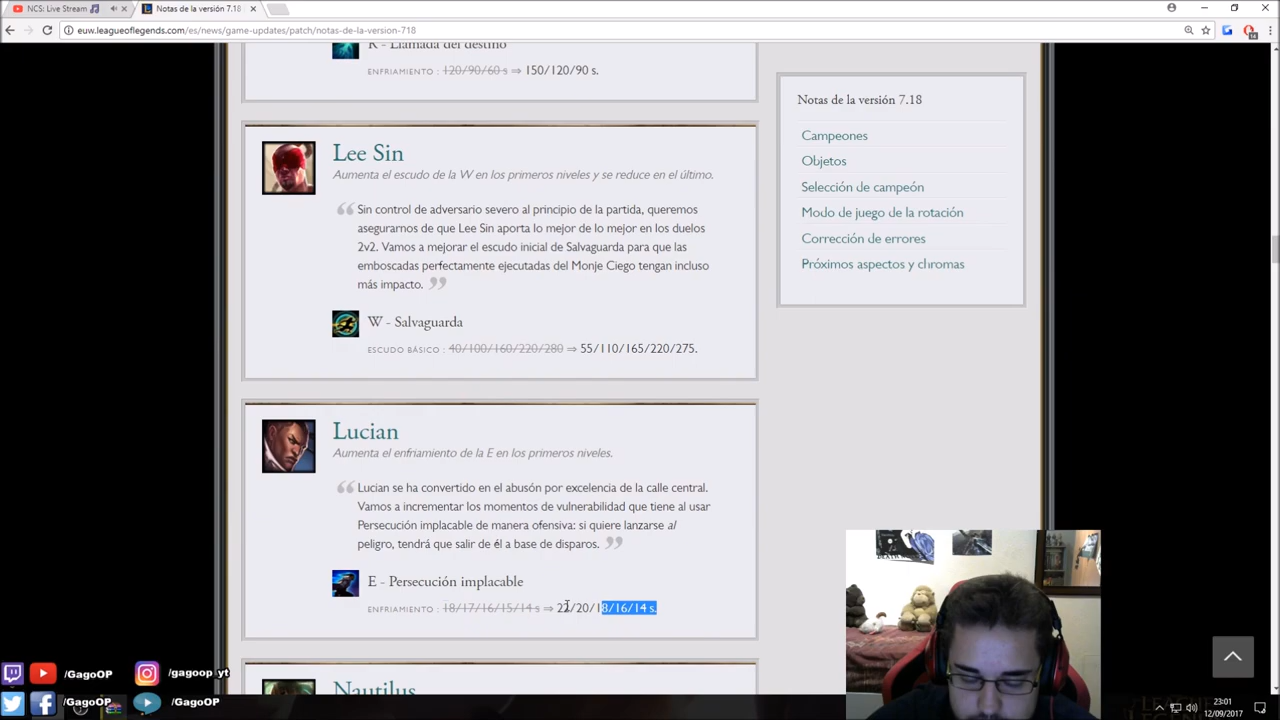 NCS: Live Stream
Notas de la versión 7.18
euw.leagueoflegends.com/es/news/game-updates/patch/notas-de-la-version-718
R - Llamada del destino
ENFRIAMIENTO : 120/90/60 s ⇒ 150/120/90 s.
Lee Sin
Aumenta el escudo de la W en los primeros niveles y se reduce en el último.
Sin control de adversario severo al principio de la partida, queremos
asegurarnos de que Lee Sin aporta lo mejor de lo mejor en los duelos
2v2. Vamos a mejorar el escudo inicial de Salvaguarda para que las
emboscadas perfectamente ejecutadas del Monje Ciego tengan incluso
más impacto.
W - Salvaguarda
ESCUDO BÁSICO : 40/100/160/220/280 ⇒ 55/110/165/220/275.
Lucian
Aumenta el enfriamiento de la E en los primeros niveles.
Lucian se ha convertido en el abusón por excelencia de la calle central.
Vamos a incrementar los momentos de vulnerabilidad que tiene al usar
Persecución implacable de manera ofensiva: si quiere lanzarse al
peligro, tendrá que salir de él a base de disparos.
E - Persecución implacable
ENFRIAMIENTO : 18/17/16/15/14 s ⇒ 22/20/18/16/14 s.
Nautilus
Notas de la versión 7.18
Campeones
Objetos
Selección de campeón
Modo de juego de la rotación
Corrección de errores
Próximos aspectos y chromas
/GagoOP
/gagoop_yt
/GagoOP
/GagoOP
23:01
12/09/2017